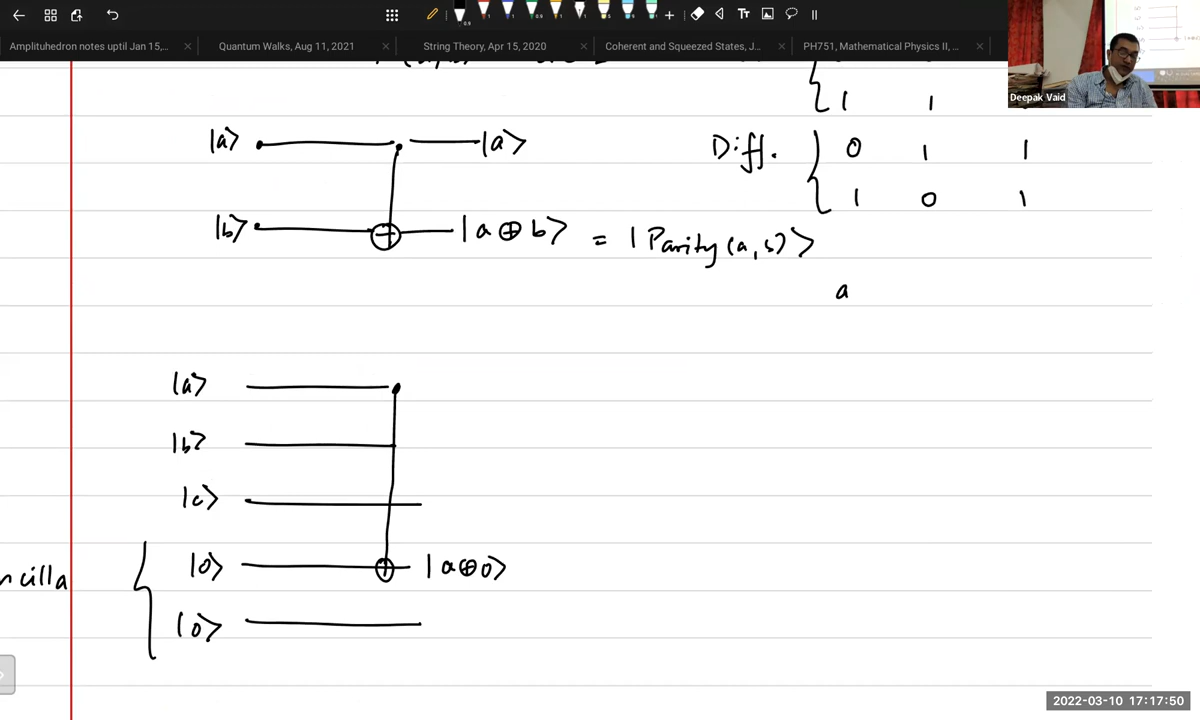 Amplituhedron notes uptil Jan 15,... × Quantum Walks, Aug 11, 2021 × String Theory, Apr 15, 2020 × Coherent and Squeezed States, J... × PH751, Mathematical Physics II, ... ×
Deepak Vaid
1 1
|a> |a>
Diff. 0 1 1
1 0 1
|b> |a ⊕ b> = |Parity(a,b)>
a
|a>
|b>
|c>
ncilla |0> |a⊕0>
|0>
2022-03-10 17:17:50